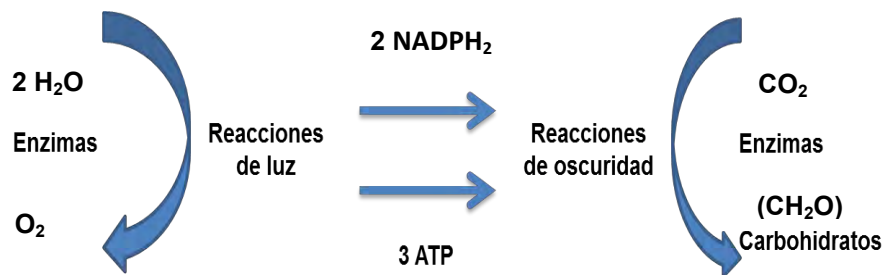 2 NADPH₂
2 H₂O
CO₂
Enzimas
Reacciones
de luz
Reacciones
de oscuridad
Enzimas
O₂
(CH₂O)
Carbohidratos
3 ATP